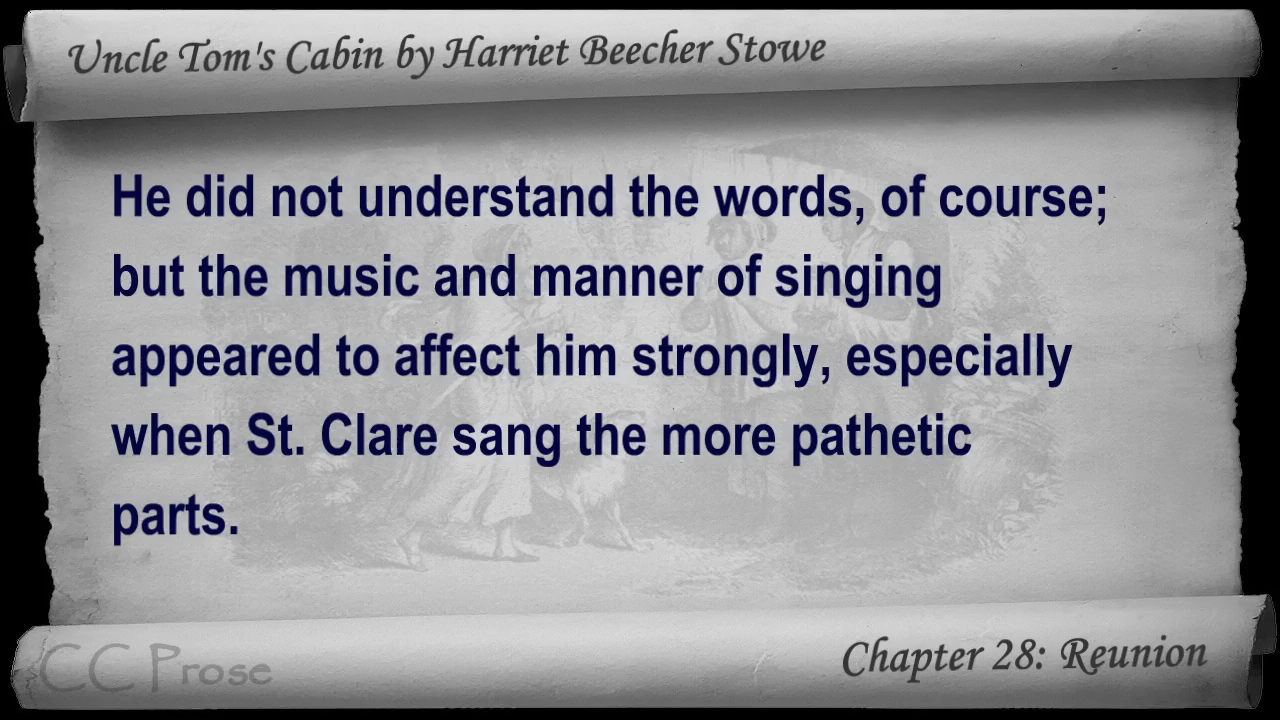 Uncle Tom's Cabin by Harriet Beecher Stowe
He did not understand the words, of course;
but the music and manner of singing
appeared to affect him strongly, especially
when St. Clare sang the more pathetic
parts.
CC Prose
Chapter 28: Reunion